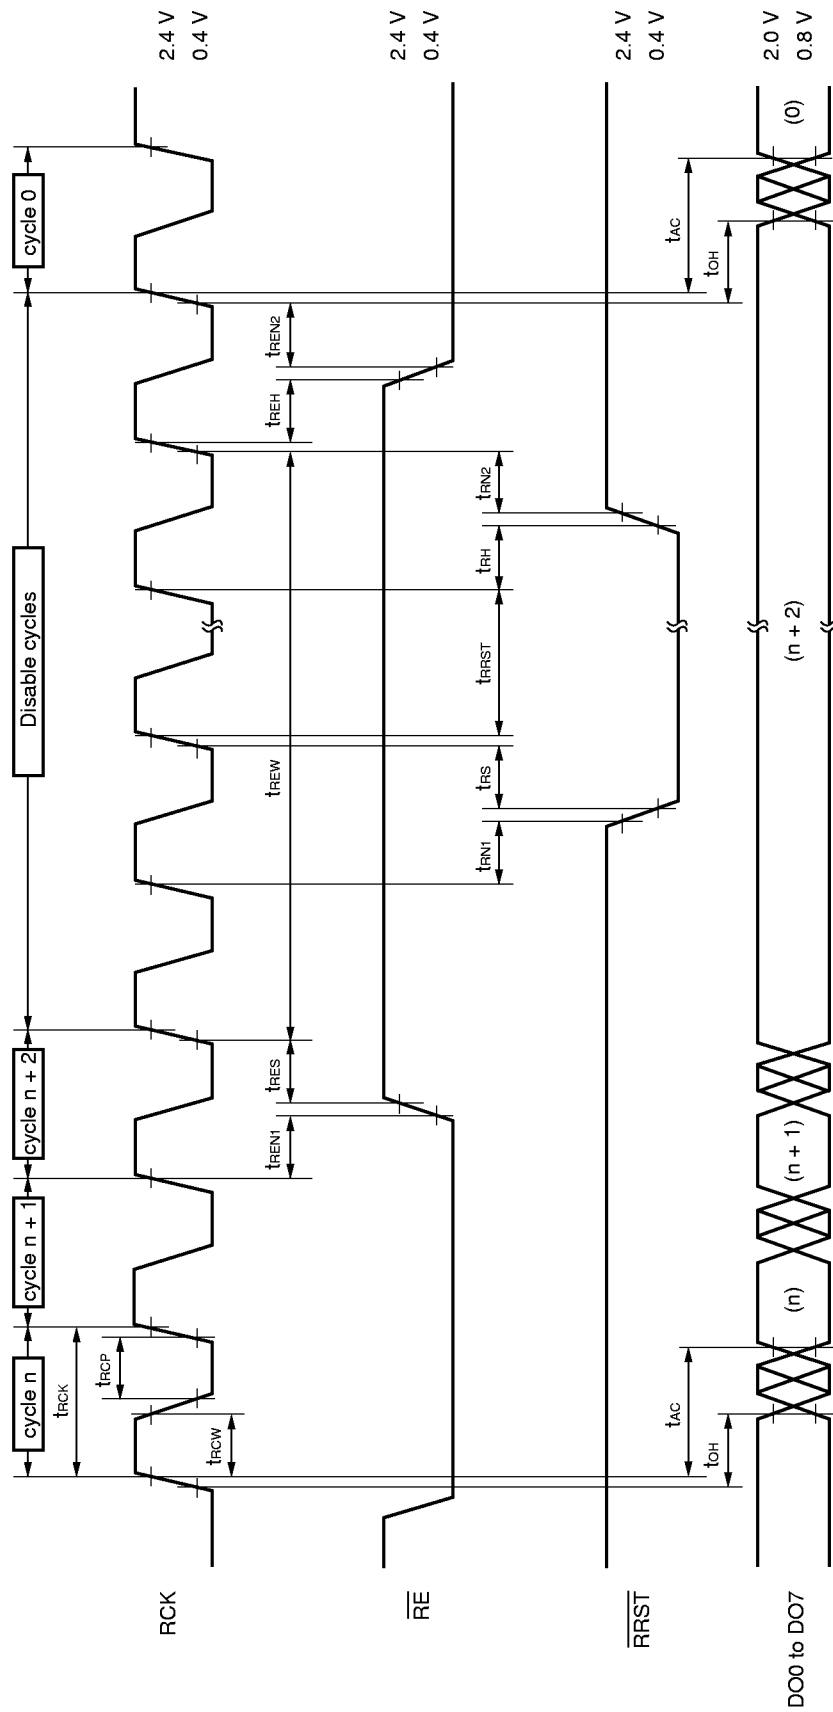 cycle n
cycle n + 1
cycle n + 2
Disable cycles
cycle 0
tRCK
tRCW
tRCP
RCK
2.4 V
0.4 V
tREN1
tRES
tREW
tREH
tREN2
RE
2.4 V
0.4 V
tRN1
tRS
tRRST
tRH
tRN2
RRST
2.4 V
0.4 V
tAC
tOH
tAC
tOH
DO0 to DO7
(n)
(n + 1)
(n + 2)
(0)
2.0 V
0.8 V